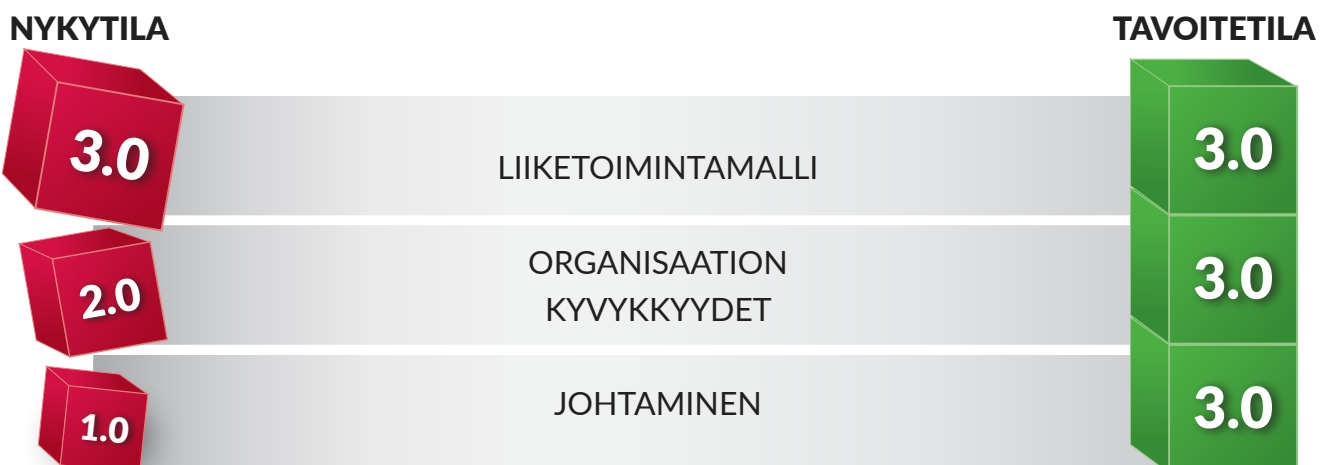 NYKYTILA
TAVOITETILA
3.0
LIIKETOIMINTAMALLI
3.0
2.0
ORGANISAATION
KYVYKKYYDET
3.0
1.0
JOHTAMINEN
3.0